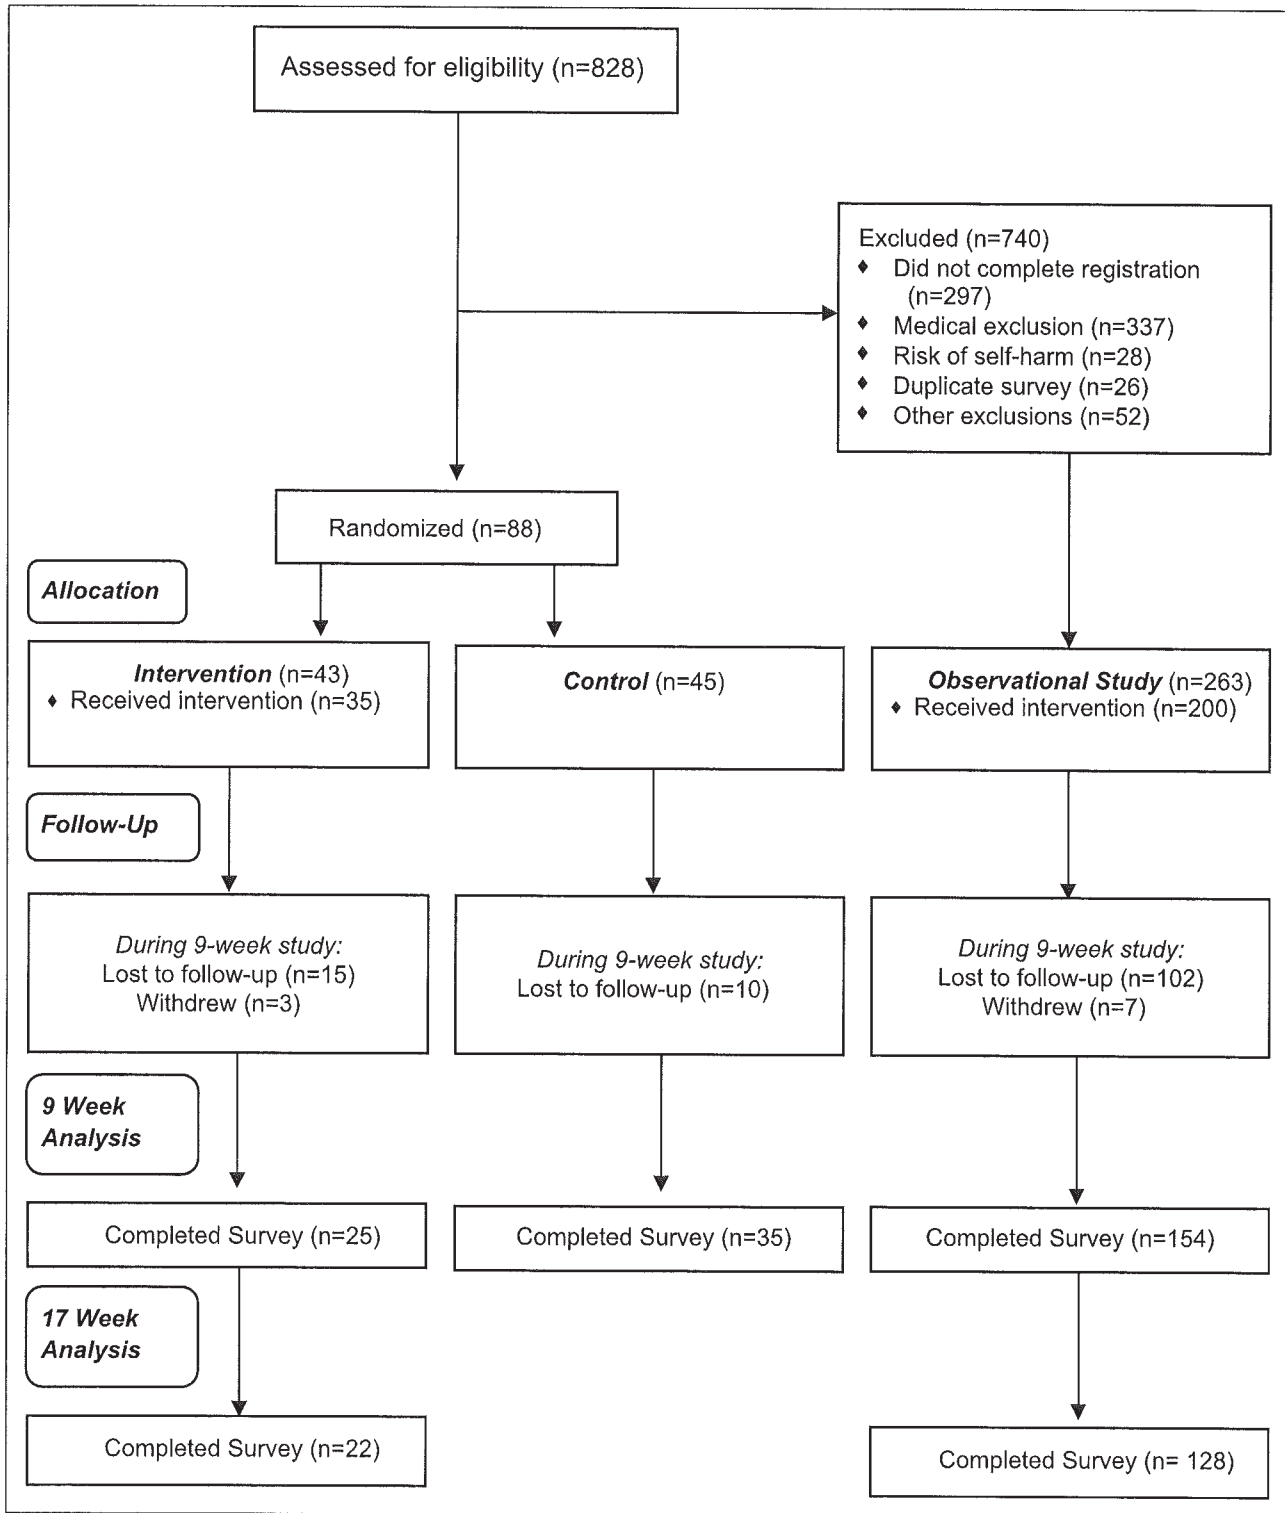 Assessed for eligibility (n=828)
Excluded (n=740)
♦ Did not complete registration
(n=297)
♦ Medical exclusion (n=337)
♦ Risk of self-harm (n=28)
♦ Duplicate survey (n=26)
♦ Other exclusions (n=52)
Randomized (n=88)
Allocation
Intervention (n=43)
♦ Received intervention (n=35)
Control (n=45)
Observational Study (n=263)
♦ Received intervention (n=200)
Follow-Up
During 9-week study:
Lost to follow-up (n=15)
Withdrew (n=3)
During 9-week study:
Lost to follow-up (n=10)
During 9-week study:
Lost to follow-up (n=102)
Withdrew (n=7)
9 Week
Analysis
Completed Survey (n=25)
Completed Survey (n=35)
Completed Survey (n=154)
17 Week
Analysis
Completed Survey (n=22)
Completed Survey (n= 128)